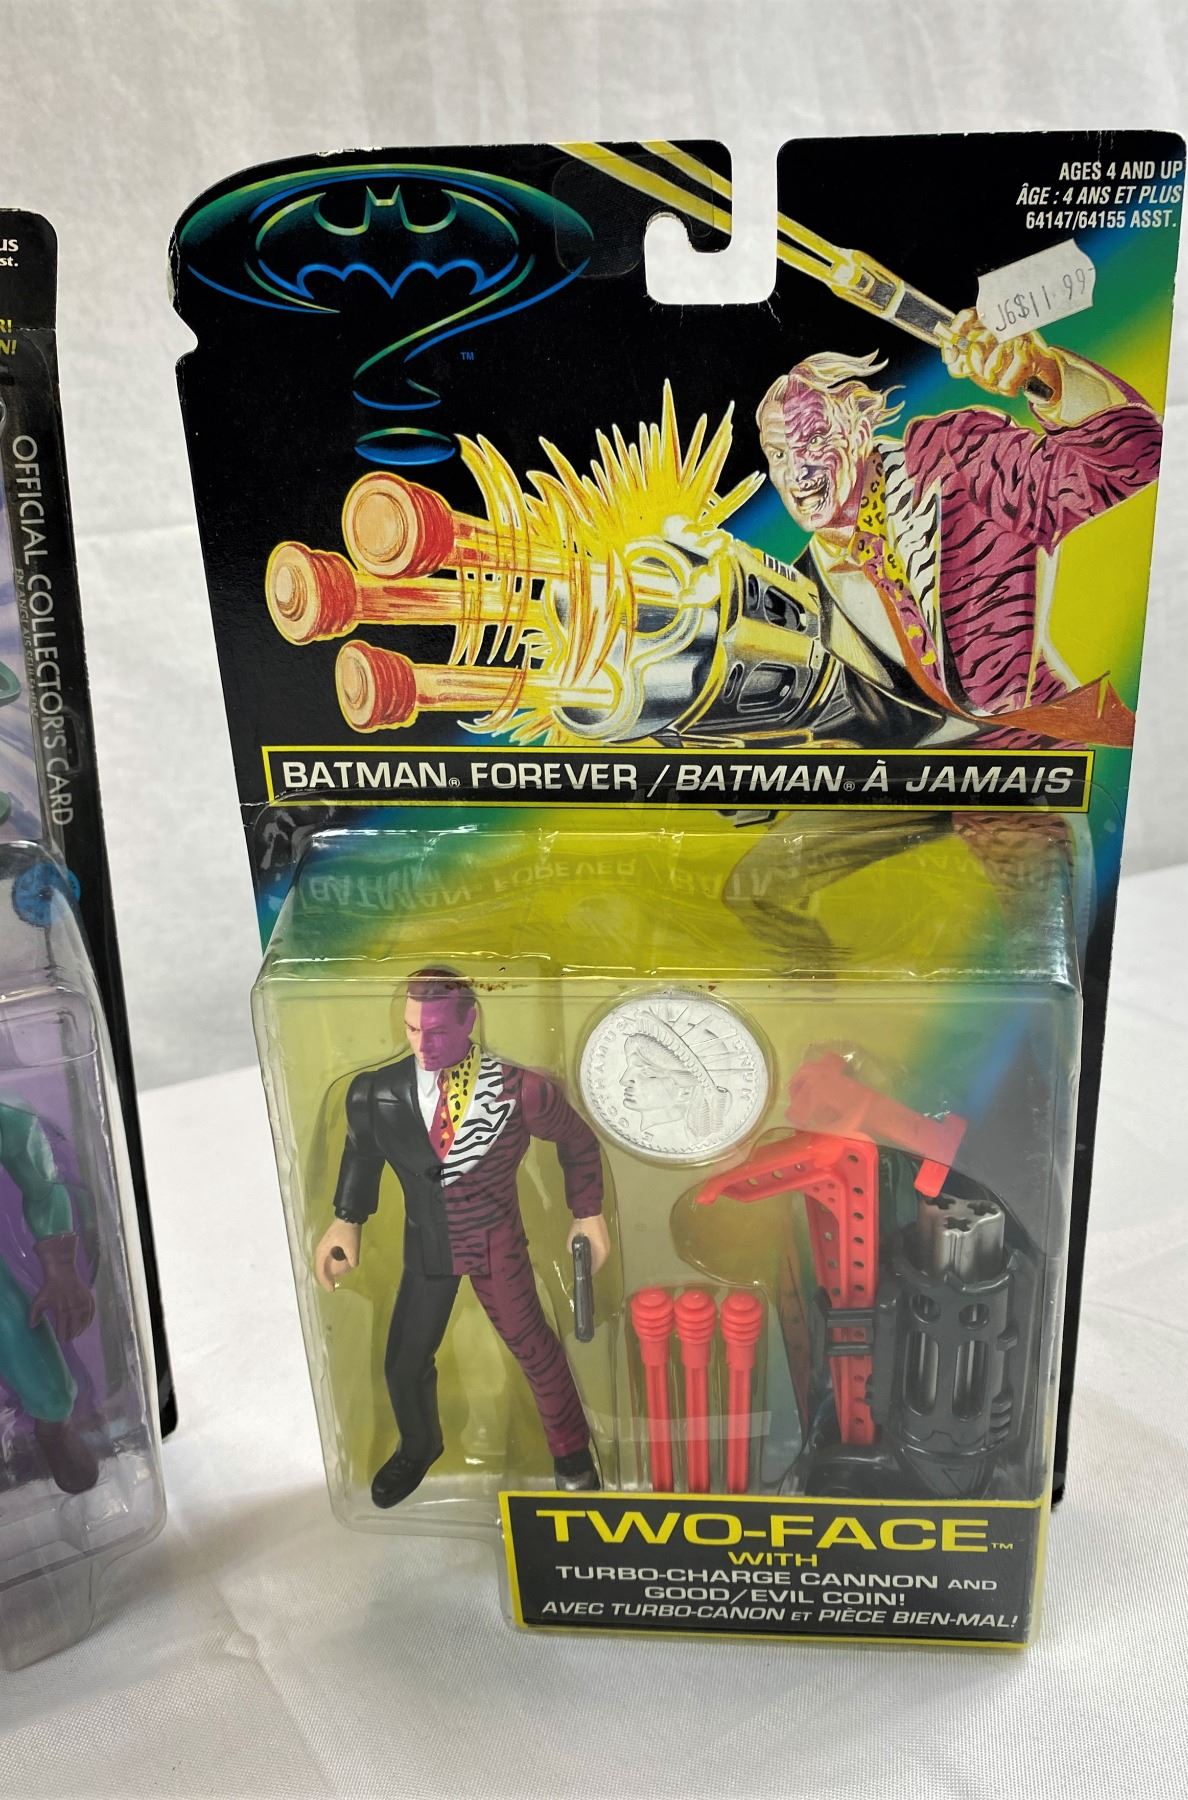 OFFICIAL COLLECTOR'S CARD
AGES 4 AND UP
ÂGE : 4 ANS ET PLUS
64147/64155 ASST.
J6$11.99
TM
BATMAN® FOREVER / BATMAN® À JAMAIS
TWO-FACE™
WITH
TURBO-CHARGE CANNON AND
GOOD/EVIL COIN!
AVEC TURBO-CANON ET PIÈCE BIEN-MAL!